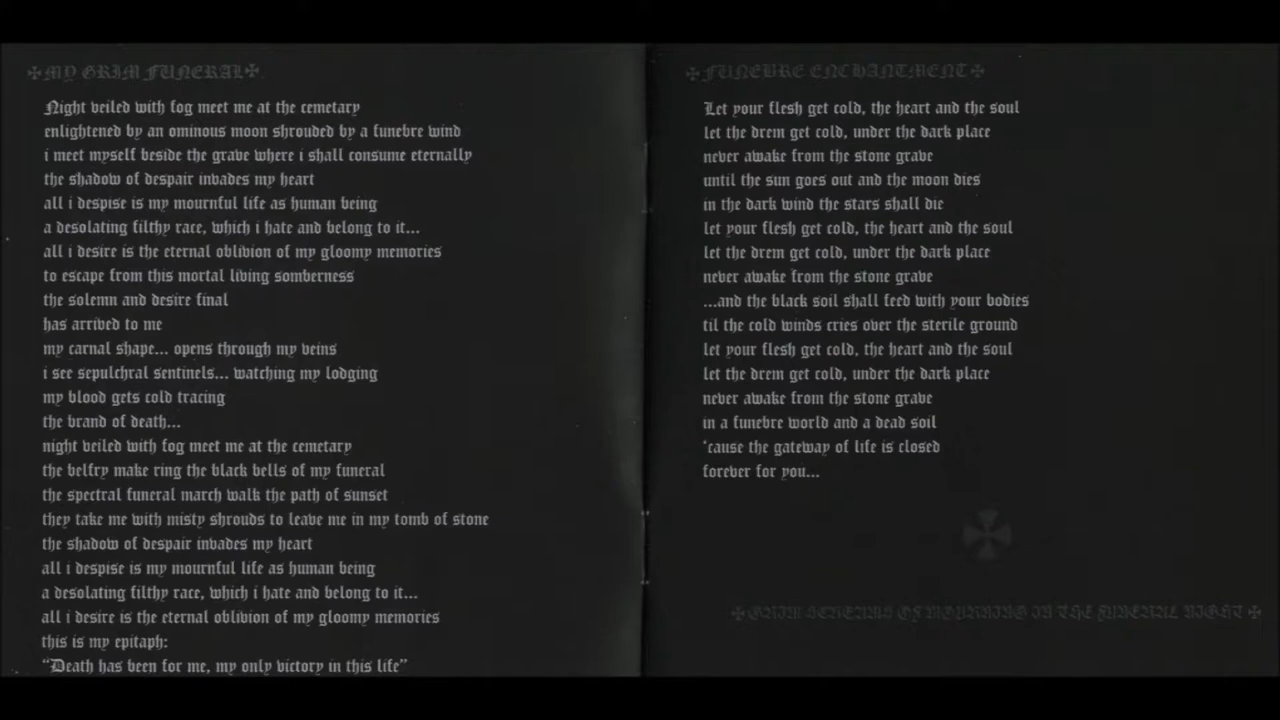 MY GRIM FUNERAL
Night veiled with fog meet me at the cemetary
enlightened by an ominous moon shrouded by a funebre wind
i meet myself beside the grave where i shall consume eternally
the shadow of despair invades my heart
all i despise is my mournful life as human being
a desolating filthy race, which i hate and belong to it...
all i desire is the eternal oblivion of my gloomy memories
to escape from this mortal living somberness
the solemn and desire final
has arrived to me
my carnal shape... opens through my veins
i see sepulchral sentinels... watching my lodging
my blood gets cold tracing
the brand of death...
night veiled with fog meet me at the cemetary
the belfry make ring the black bells of my funeral
the spectral funeral march walk the path of sunset
they take me with misty shrouds to leave me in my tomb of stone
the shadow of despair invades my heart
all i despise is my mournful life as human being
a desolating filthy race, which i hate and belong to it...
all i desire is the eternal oblivion of my gloomy memories
this is my epitaph:
“Death has been for me, my only victory in this life”
FUNEBRE ENCHANTMENT
Let your flesh get cold, the heart and the soul
let the drem get cold, under the dark place
never awake from the stone grave
until the sun goes out and the moon dies
in the dark wind the stars shall die
let your flesh get cold, the heart and the soul
let the drem get cold, under the dark place
never awake from the stone grave
...and the black soil shall feed with your bodies
til the cold winds cries over the sterile ground
let your flesh get cold, the heart and the soul
let the drem get cold, under the dark place
never awake from the stone grave
in a funebre world and a dead soil
‘cause the gateway of life is closed
forever for you...
GRIM SCREAMS OF MOURNING IN THE FUNERAL NIGHT